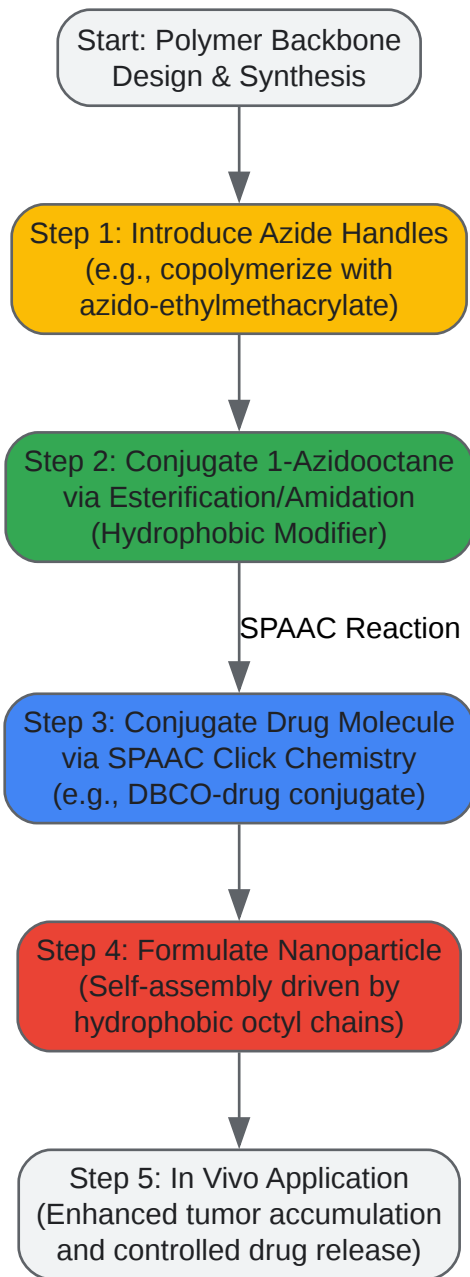 Start: Polymer Backbone
Design & Synthesis
Step 1: Introduce Azide Handles
(e.g., copolymerize with
azido-ethylmethacrylate)
Step 2: Conjugate 1-Azidooctane
via Esterification/Amidation
(Hydrophobic Modifier)
SPAAC Reaction
Step 3: Conjugate Drug Molecule
via SPAAC Click Chemistry
(e.g., DBCO-drug conjugate)
Step 4: Formulate Nanoparticle
(Self-assembly driven by
hydrophobic octyl chains)
Step 5: In Vivo Application
(Enhanced tumor accumulation
and controlled drug release)